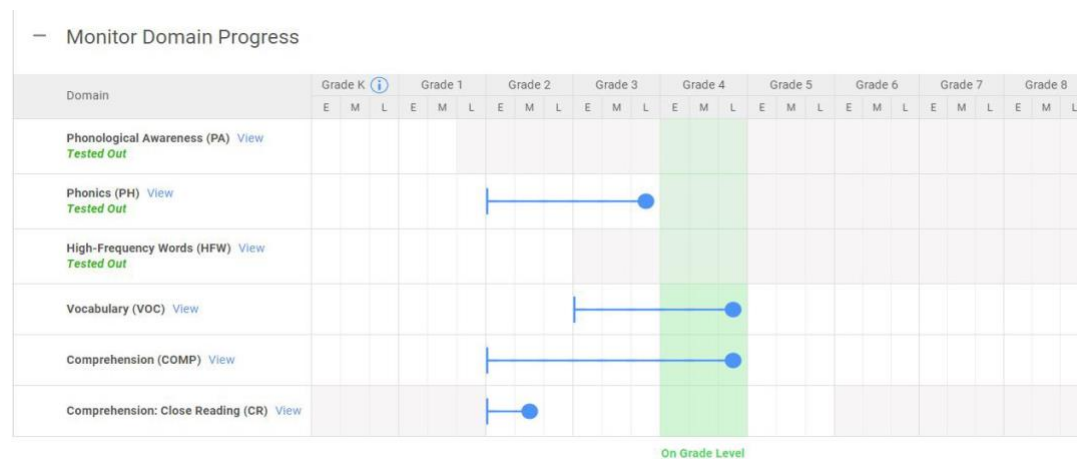 — Monitor Domain Progress
Domain
Grade K i Grade 1 Grade 2 Grade 3 Grade 4 Grade 5 Grade 6 Grade 7 Grade 8
E M L E M L E M L E M L E M L E M L E M L E M L E M L
Phonological Awareness (PA) View
Tested Out
Phonics (PH) View
Tested Out
High-Frequency Words (HFW) View
Tested Out
Vocabulary (VOC) View
Comprehension (COMP) View
Comprehension: Close Reading (CR) View
On Grade Level